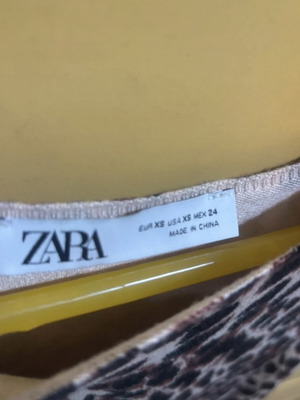 ZARA
EUR XS USA XS MEX 24
MADE IN CHINA